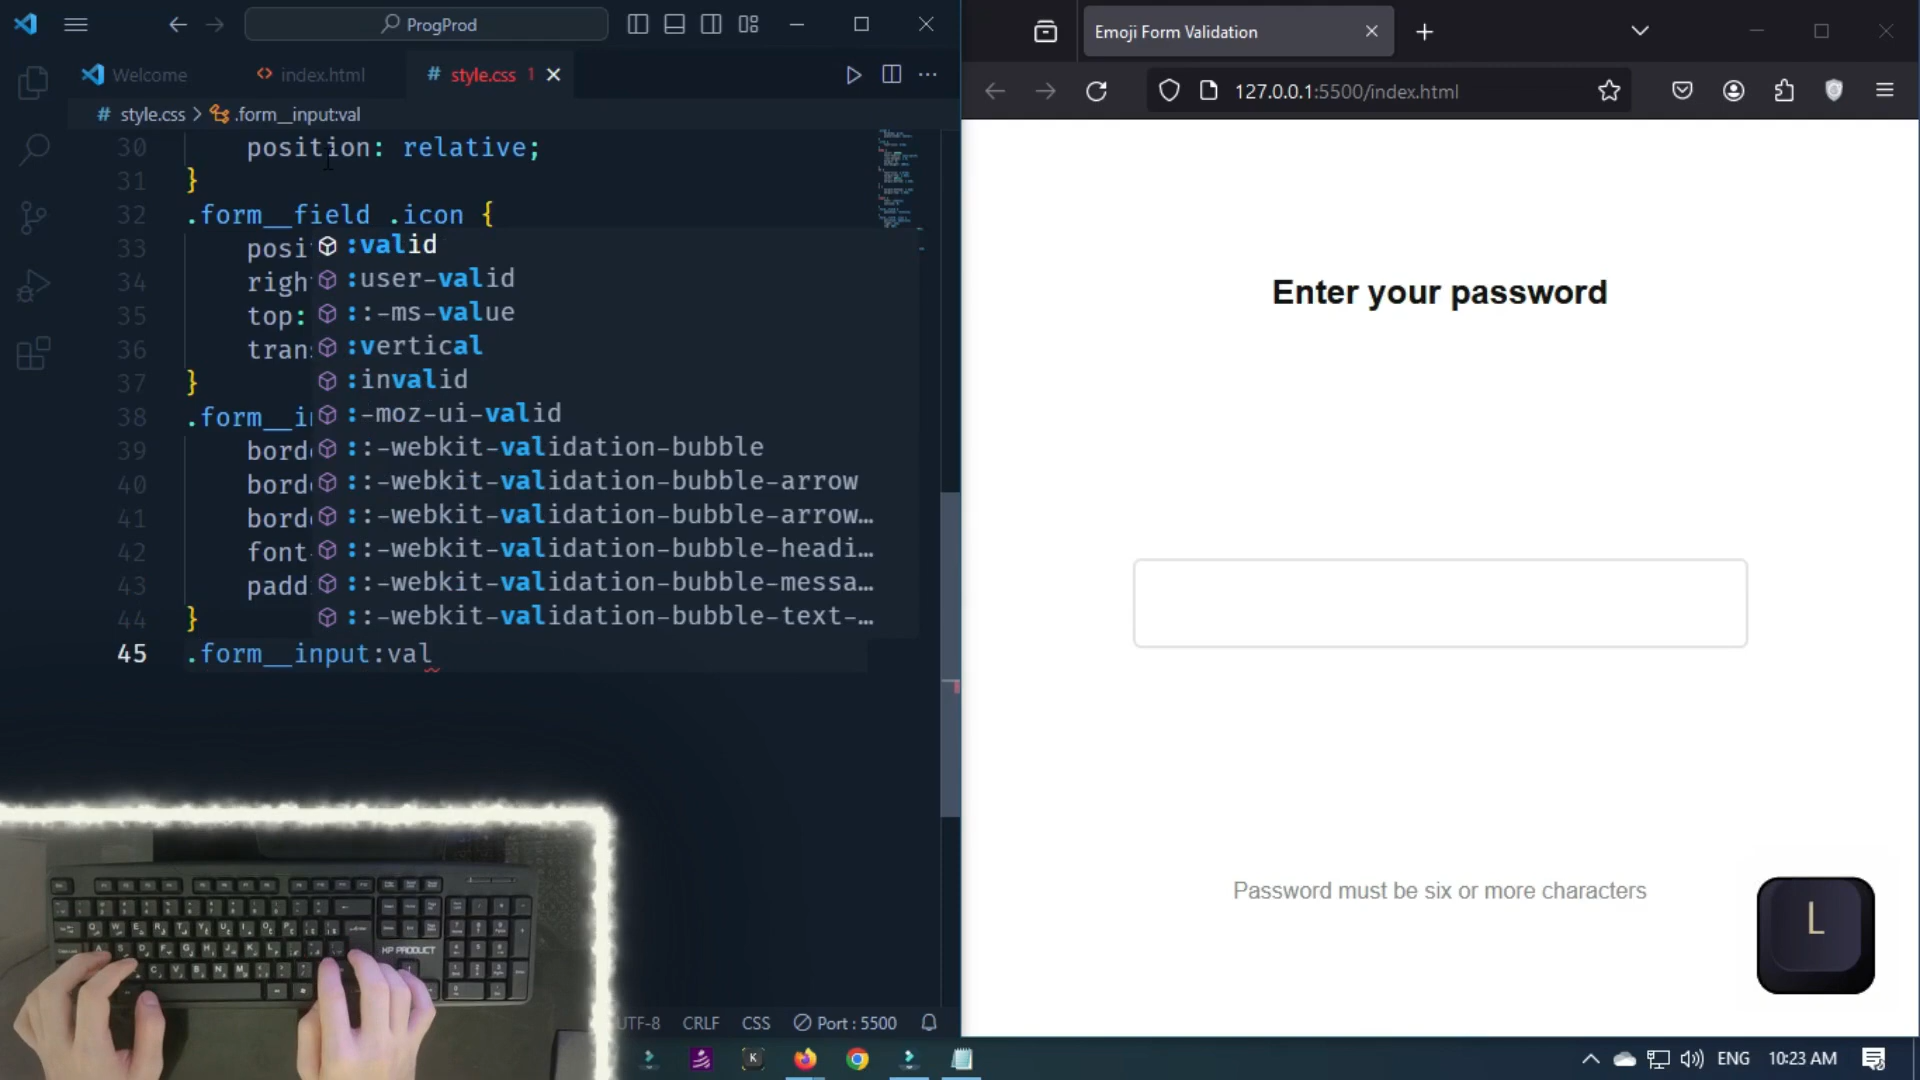 ProgProd
Welcome
index.html
# style.css 1
# style.css > .form__input:val
30 position: relative;
31 }
32 .form__field .icon {
33 posi
34 righ
35 top:
36 tran
37 }
38 .form__i
39 bord
40 bord
41 bord
42 font
43 padd
44 }
45 .form__input:val
:valid
:user-valid
::-ms-value
:vertical
:invalid
:-moz-ui-valid
::-webkit-validation-bubble
::-webkit-validation-bubble-arrow
::-webkit-validation-bubble-arrow…
::-webkit-validation-bubble-headi…
::-webkit-validation-bubble-messa…
::-webkit-validation-bubble-text-…
UTF-8 CRLF CSS Port : 5500
Emoji Form Validation
127.0.0.1:5500/index.html
Enter your password
Password must be six or more characters
L
XP PRODUCT
K
ENG 10:23 AM